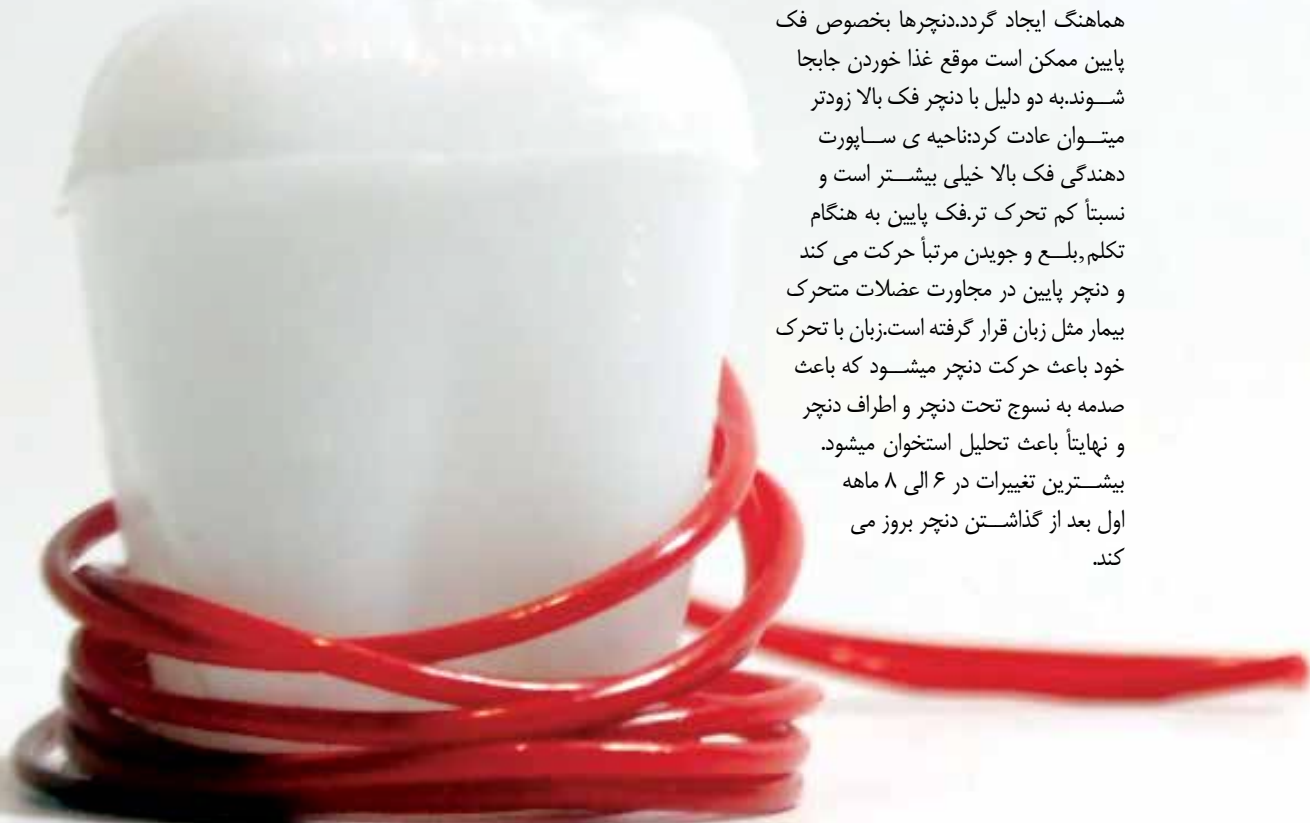 هماهنگ ایجاد گردد.دنچرها بخصوص فک
پایین ممکن است موقع غذا خوردن جابجا
شوند.به دو دلیل با دنچر فک بالا زودتر
میتوان عادت کرد:ناحیه ی ساپورت
دهندگی فک بالا خیلی بیشتر است و
نسبتأ کم تحرک تر.فک پایین به هنگام
تکلم,بلع و جویدن مرتبأ حرکت می کند
و دنچر پایین در مجاورت عضلات متحرک
بیمار مثل زبان قرار گرفته است.زبان با تحرک
خود باعث حرکت دنچر میشود که باعث
صدمه به نسوج تحت دنچر و اطراف دنچر
و نهایتأ باعث تحلیل استخوان میشود.
بیشترین تغییرات در ۶ الی ۸ ماهه
اول بعد از گذاشتن دنچر بروز می
کند.